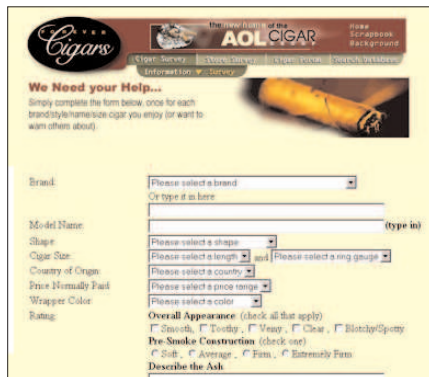 FOREVER
Cigars
the new home of the
AOL CIGAR
Home
Scrapbook
Background
Cigar Survey
Store Survey
Cigar Forum
Search Database
Information
Survey
We Need your Help...
Simply complete the form below, once for each
brand/style/name/size cigar you enjoy (or want to
warn others about).
Brand: Please select a brand
Or type it in here
Model Name: (type in)
Shape: Please select a shape
Cigar Size: Please select a length and Please select a ring gauge
Country of Origin: Please select a country
Price Normally Paid Please select a price range
Wrapper Color Please select a color
Rating: Overall Appearance (check all that apply)
Smooth, Toothy, Veiny, Clear, Blotchy/Spotty
Pre-Smoke Construction (check one)
Soft, Average, Firm, Extremely Firm
Describe the Ash